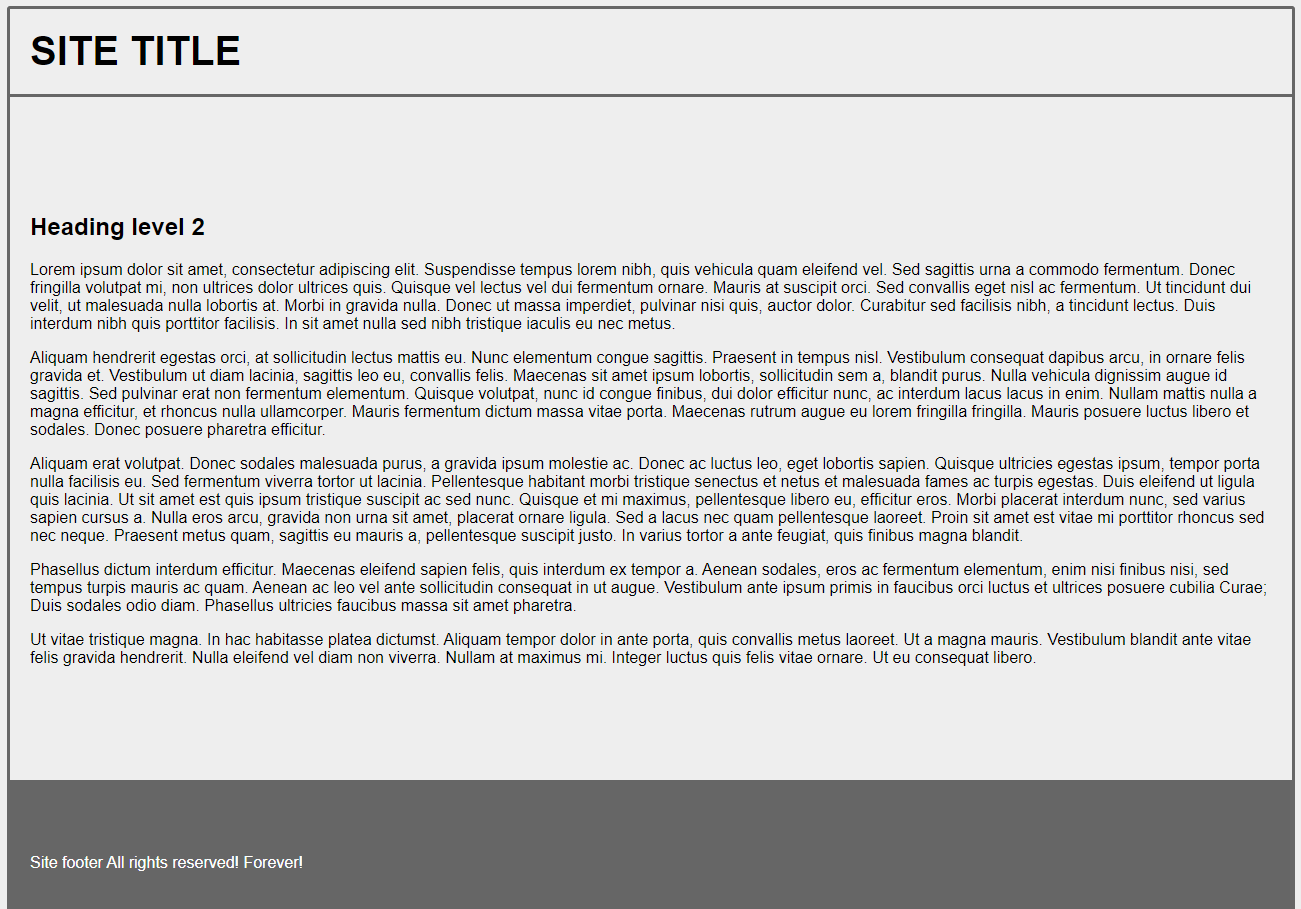 SITE TITLE
Heading level 2
Lorem ipsum dolor sit amet, consectetur adipiscing elit. Suspendisse tempus lorem nibh, quis vehicula quam eleifend vel. Sed sagittis urna a commodo fermentum. Donec
fringilla volutpat mi, non ultrices dolor ultrices quis. Quisque vel lectus vel dui fermentum ornare. Mauris at suscipit orci. Sed convallis eget nisl ac fermentum. Ut tincidunt dui
velit, ut malesuada nulla lobortis at. Morbi in gravida nulla. Donec ut massa imperdiet, pulvinar nisi quis, auctor dolor. Curabitur sed facilisis nibh, a tincidunt lectus. Duis
interdum nibh quis porttitor facilisis. In sit amet nulla sed nibh tristique iaculis eu nec metus.
Aliquam hendrerit egestas orci, at sollicitudin lectus mattis eu. Nunc elementum congue sagittis. Praesent in tempus nisl. Vestibulum consequat dapibus arcu, in ornare felis
gravida et. Vestibulum ut diam lacinia, sagittis leo eu, convallis felis. Maecenas sit amet ipsum lobortis, sollicitudin sem a, blandit purus. Nulla vehicula dignissim augue id
sagittis. Sed pulvinar erat non fermentum elementum. Quisque volutpat, nunc id congue finibus, dui dolor efficitur nunc, ac interdum lacus lacus in enim. Nullam mattis nulla a
magna efficitur, et rhoncus nulla ullamcorper. Mauris fermentum dictum massa vitae porta. Maecenas rutrum augue eu lorem fringilla fringilla. Mauris posuere luctus libero et
sodales. Donec posuere pharetra efficitur.
Aliquam erat volutpat. Donec sodales malesuada purus, a gravida ipsum molestie ac. Donec ac luctus leo, eget lobortis sapien. Quisque ultricies egestas ipsum, tempor porta
nulla facilisis eu. Sed fermentum viverra tortor ut lacinia. Pellentesque habitant morbi tristique senectus et netus et malesuada fames ac turpis egestas. Duis eleifend ut ligula
quis lacinia. Ut sit amet est quis ipsum tristique suscipit ac sed nunc. Quisque et mi maximus, pellentesque libero eu, efficitur eros. Morbi placerat interdum nunc, sed varius
sapien cursus a. Nulla eros arcu, gravida non urna sit amet, placerat ornare ligula. Sed a lacus nec quam pellentesque laoreet. Proin sit amet est vitae mi porttitor rhoncus sed
nec neque. Praesent metus quam, sagittis eu mauris a, pellentesque suscipit justo. In varius tortor a ante feugiat, quis finibus magna blandit.
Phasellus dictum interdum efficitur. Maecenas eleifend sapien felis, quis interdum ex tempor a. Aenean sodales, eros ac fermentum elementum, enim nisi finibus nisi, sed
tempus turpis mauris ac quam. Aenean ac leo vel ante sollicitudin consequat in ut augue. Vestibulum ante ipsum primis in faucibus orci luctus et ultrices posuere cubilia Curae;
Duis sodales odio diam. Phasellus ultricies faucibus massa sit amet pharetra.
Ut vitae tristique magna. In hac habitasse platea dictumst. Aliquam tempor dolor in ante porta, quis convallis metus laoreet. Ut a magna mauris. Vestibulum blandit ante vitae
felis gravida hendrerit. Nulla eleifend vel diam non viverra. Nullam at maximus mi. Integer luctus quis felis vitae ornare. Ut eu consequat libero.
Site footer All rights reserved! Forever!